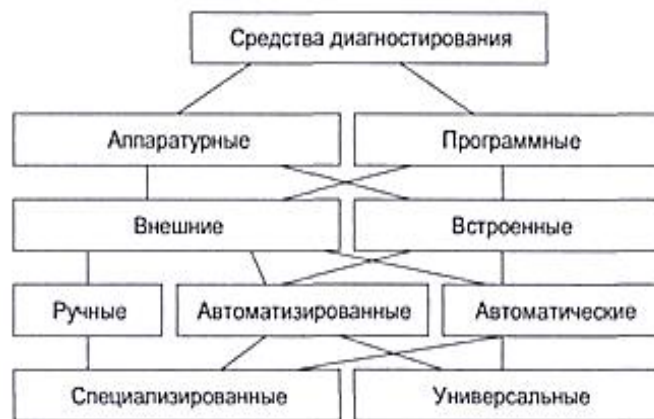 Средства диагностирования
Аппаратурные
Программные
Внешние
Встроенные
Ручные
Автоматизированные
Автоматические
Специализированные
Универсальные